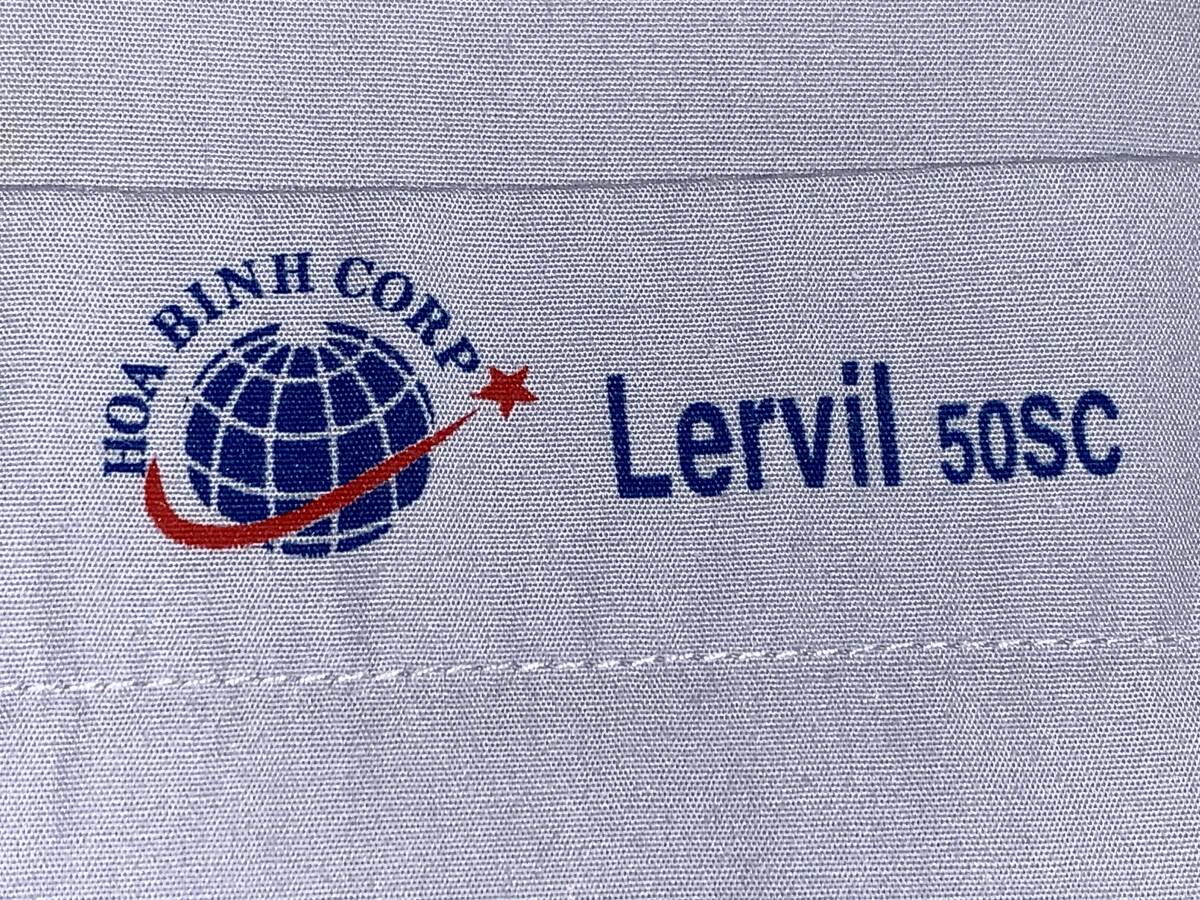 HOA BINH CORP
Lervil 50SC